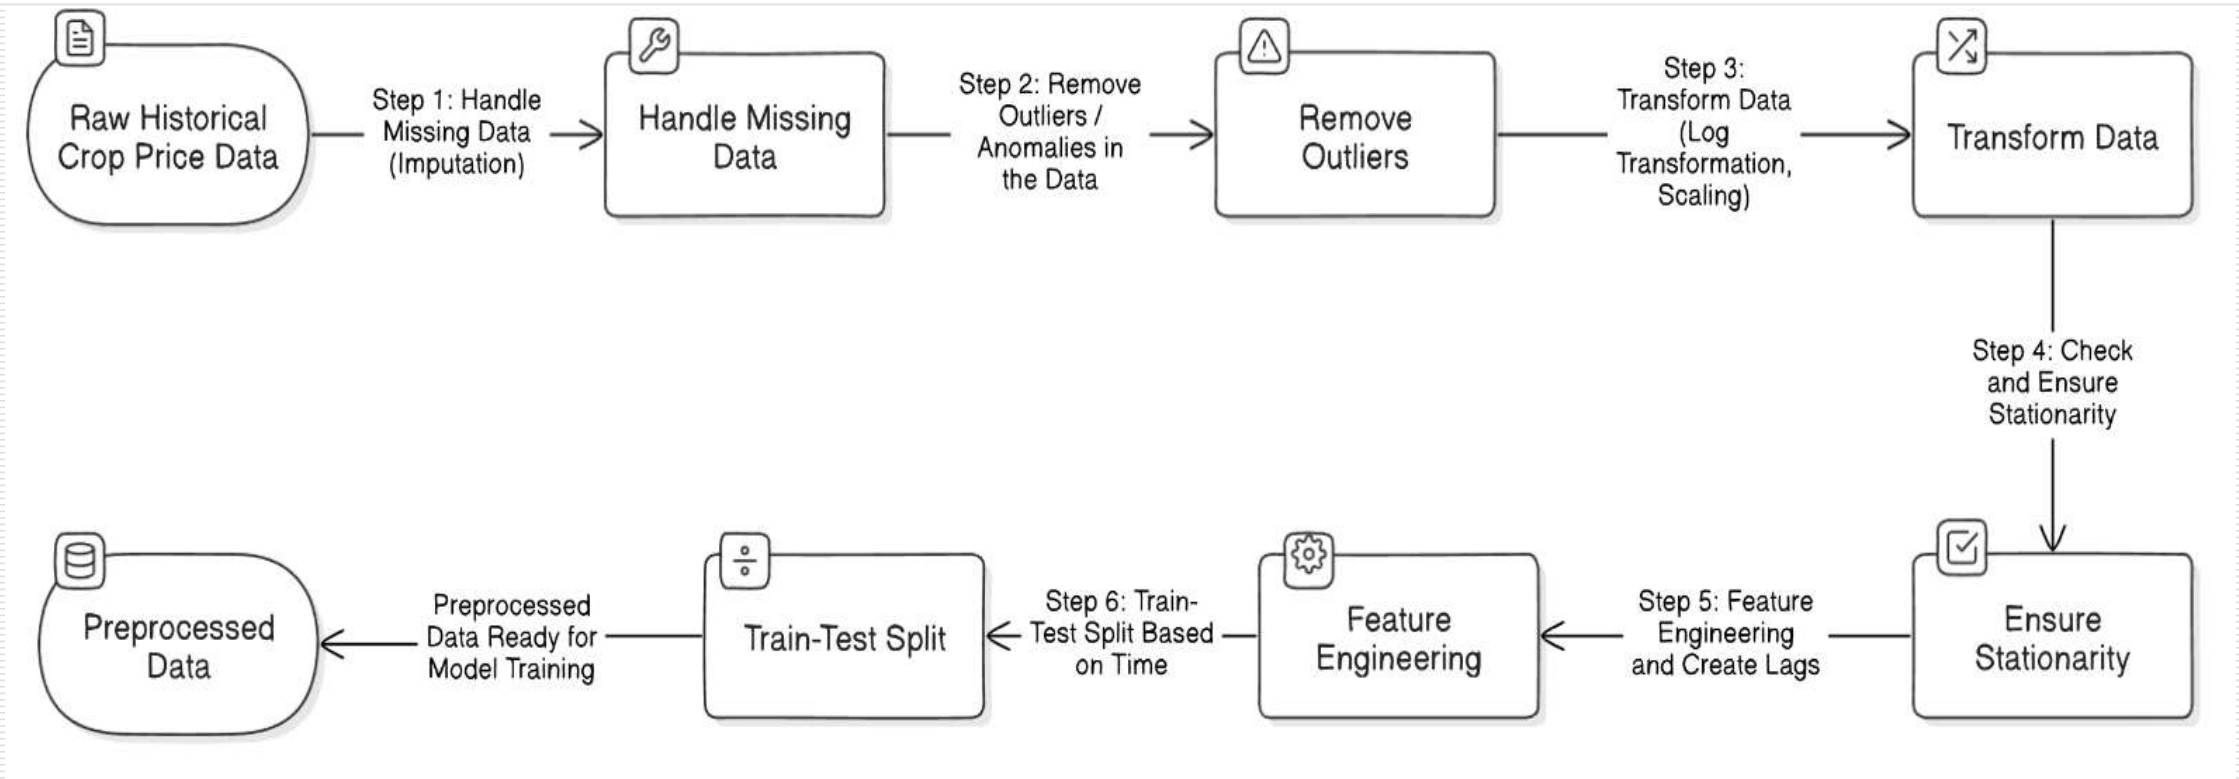 Raw Historical
Crop Price Data
Step 1: Handle
Missing Data
(Imputation)
Handle Missing
Data
Step 2: Remove
Outliers /
Anomalies in
the Data
Remove
Outliers
Step 3:
Transform Data
(Log
Transformation,
Scaling)
Transform Data
Step 4: Check
and Ensure
Stationarity
Ensure
Stationarity
Step 5: Feature
Engineering
and Create Lags
Feature
Engineering
Step 6: Train-
Test Split Based
on Time
Train-Test Split
Preprocessed
Data Ready for
Model Training
Preprocessed
Data